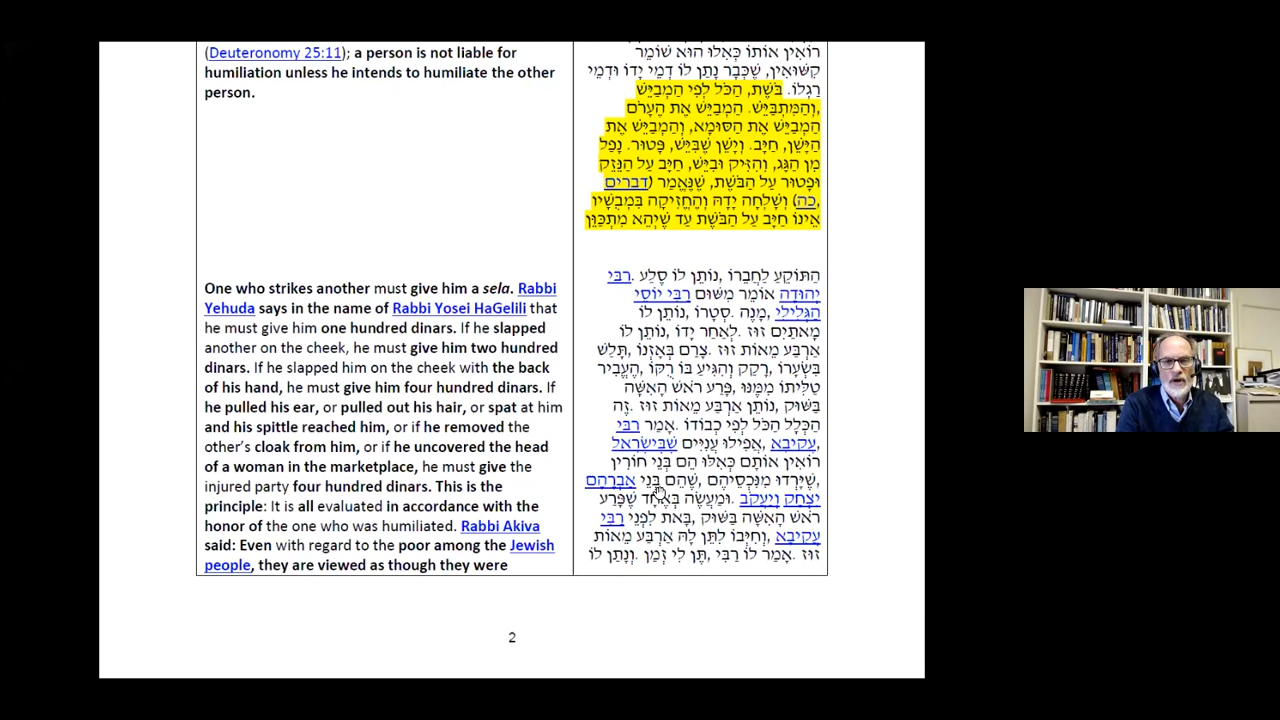 (Deuteronomy 25:11); a person is not liable for
humiliation unless he intends to humiliate the other
person.
One who strikes another must give him a sela. Rabbi
Yehuda says in the name of Rabbi Yosei HaGelili that
he must give him one hundred dinars. If he slapped
another on the cheek, he must give him two hundred
dinars. If he slapped him on the cheek with the back
of his hand, he must give him four hundred dinars. If
he pulled his ear, or pulled out his hair, or spat at him
and his spittle reached him, or if he removed the
other’s cloak from him, or if he uncovered the head
of a woman in the marketplace, he must give the
injured party four hundred dinars. This is the
principle: It is all evaluated in accordance with the
honor of the one who was humiliated. Rabbi Akiva
said: Even with regard to the poor among the Jewish
people, they are viewed as though they were
רוֹאִין אוֹתוֹ כְּאִלּוּ הוּא שׁוֹמֵר
קִשּׁוּאִין, שֶׁכְּבָר נָתַן לוֹ דְמֵי יָדוֹ וּדְמֵי
רַגְלוֹ. בֹּשֶׁת, הַכֹּל לְפִי הַמְבַיֵּשׁ
וְהַמִּתְבַּיֵּשׁ. הַמְבַיֵּשׁ אֶת הֶעָרֹם,
הַמְבַיֵּשׁ אֶת הַסּוּמָא, וְהַמְבַיֵּשׁ אֶת
הַיָּשֵׁן, חַיָּב. וְיָשֵׁן שֶׁבִּיֵּשׁ, פָּטוּר. נָפַל
מִן הַגָּג, וְהִזִּיק וּבִיֵּשׁ, חַיָּב עַל הַנֵּזֶק
וּפָטוּר עַל הַבֹּשֶׁת, שֶׁנֶּאֱמַר (דברים
כה) וְשָׁלְחָה יָדָהּ וְהֶחֱזִיקָה בִּמְבֻשָׁיו,
אֵינוֹ חַיָּב עַל הַבֹּשֶׁת עַד שֶׁיְּהֵא מִתְכַּוֵּן
הַתּוֹקֵעַ לַחֲבֵרוֹ, נוֹתֵן לוֹ סֶלַע. רַבִּי
יְהוּדָה אוֹמֵר מִשּׁוּם רַבִּי יוֹסֵי
הַגְּלִילִי, מָנֶה. סְטָרוֹ, נוֹתֵן לוֹ
מָאתַיִם זוּז. לְאַחַר יָדוֹ, נוֹתֵן לוֹ
אַרְבַּע מֵאוֹת זוּז. צָרַם בְּאָזְנוֹ, תָּלַשׁ
בִּשְׂעָרוֹ, רָקַק וְהִגִּיעַ בּוֹ רֻקּוֹ, הֶעֱבִיר
טַלִּיתוֹ מִמֶּנּוּ, פָּרַע רֹאשׁ הָאִשָּׁה
בַּשּׁוּק, נוֹתֵן אַרְבַּע מֵאוֹת זוּז. זֶה
הַכְּלָל הַכֹּל לְפִי כְבוֹדוֹ. אָמַר רַבִּי
עֲקִיבָא, אֲפִילוּ עֲנִיִּים שֶׁבְּיִשְׂרָאֵל,
רוֹאִין אוֹתָם כְּאִלּוּ הֵם בְּנֵי חוֹרִין
שֶׁיָּרְדוּ מִנִּכְסֵיהֶם, שֶׁהֵם בְּנֵי אַבְרָהָם,
יִצְחָק וְיַעֲקֹב. וּמַעֲשֶׂה בְּאֶחָד שֶׁפָּרַע
רֹאשׁ הָאִשָּׁה בַּשּׁוּק, בָּאת לִפְנֵי רַבִּי
עֲקִיבָא, וְחִיְּבוֹ לִתֵּן לָהּ אַרְבַּע מֵאוֹת
זוּז. אָמַר לוֹ רַבִּי, תֶּן לִי זְמַן. וְנָתַן לוֹ
2